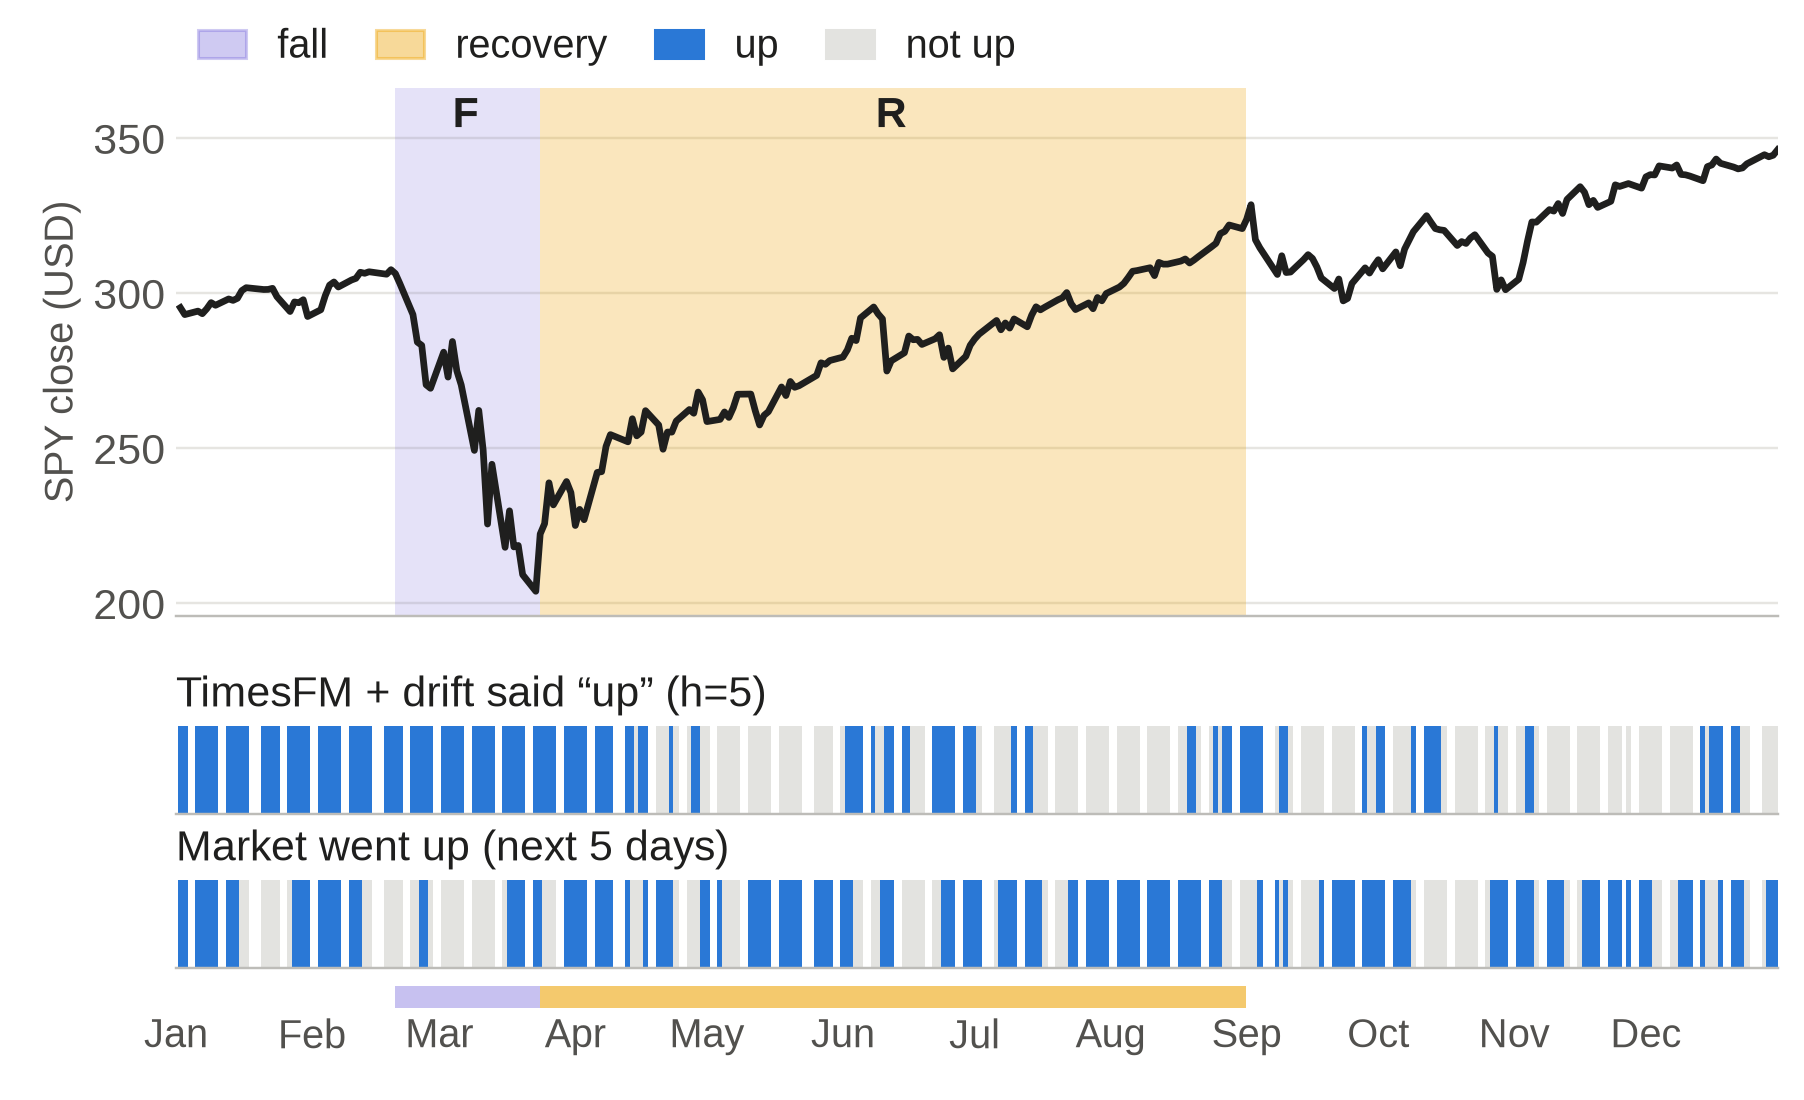 fall recovery up not up
F R
350
300
250
200
SPY close (USD)
TimesFM + drift said “up” (h=5)
Market went up (next 5 days)
Jan Feb Mar Apr May Jun Jul Aug Sep Oct Nov Dec